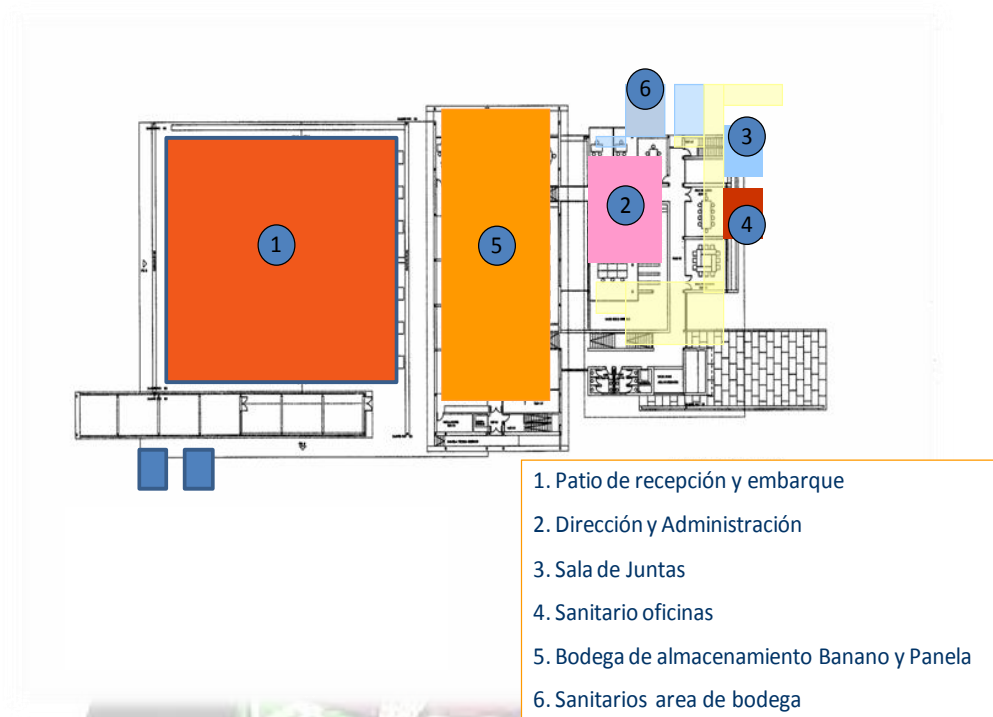 6
3
2
4
1
5
1. Patio de recepción y embarque
2. Dirección y Administración
3. Sala de Juntas
4. Sanitario oficinas
5. Bodega de almacenamiento Banano y Panela
6. Sanitarios area de bodega